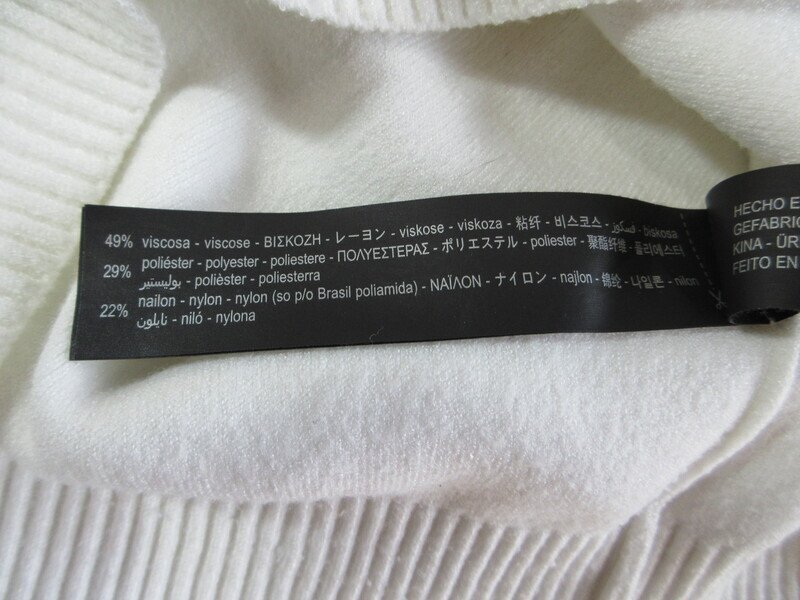 49% viscosa - viscose - ΒΙΣΚΟΖΗ - レーヨン - viskose - viskoza - 粘纤 - 비스코스 - فسكوز - biskosa
29% poliéster - polyester - poliestere - ΠΟΛΥΕΣΤΕΡΑΣ - ポリエステル - poliester - 聚酯纤维 - 폴리에스터
بوليستير - polièster - poliesterra
22% nailon - nylon - nylon (so p/o Brasil poliamida) - ΝΑΪΛΟΝ - ナイロン - najlon - 锦纶 - 나일론 - nilon
نايلون - niló - nylona
HECHO E
GEFABRIC
KINA - ÜR
FEITO EN